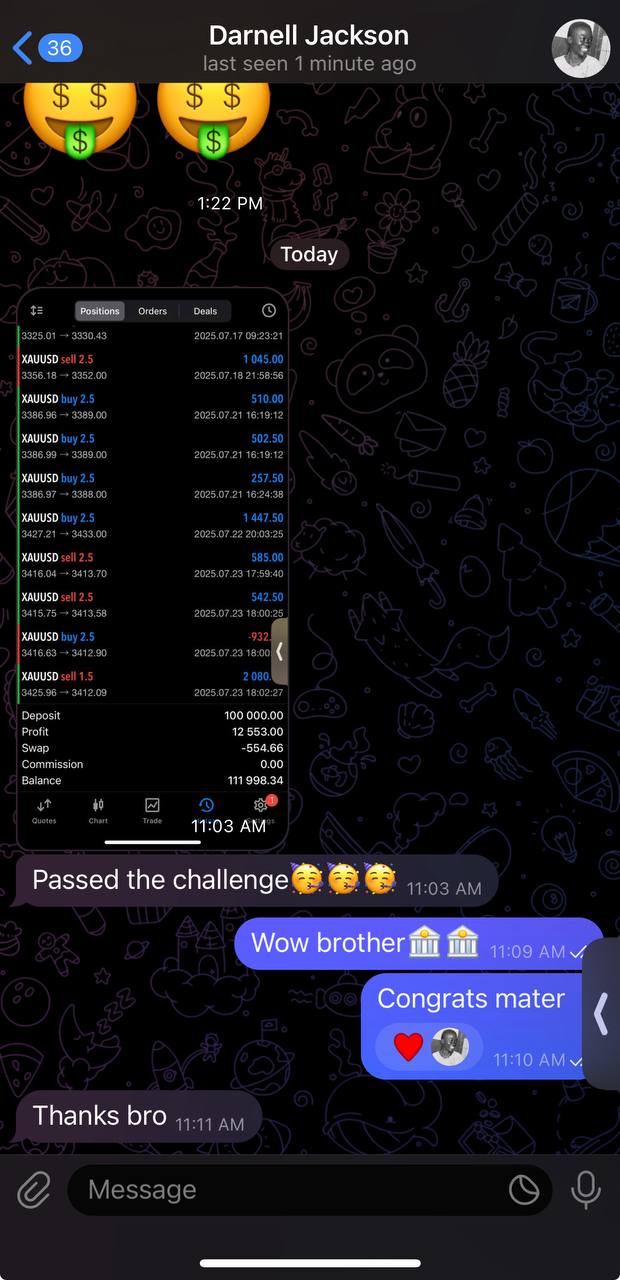 36
Darnell Jackson
last seen 1 minute ago
$ $ $ $
$ $
1:22 PM
Today
Positions Orders Deals
3325.01 → 3330.43 2025.07.17 09:23:21
XAUUSD sell 2.5 1 045.00
3356.18 → 3352.00 2025.07.18 21:58:56
XAUUSD buy 2.5 510.00
3386.96 → 3389.00 2025.07.21 16:19:12
XAUUSD buy 2.5 502.50
3386.99 → 3389.00 2025.07.21 16:19:12
XAUUSD buy 2.5 257.50
3386.97 → 3388.00 2025.07.21 16:24:38
XAUUSD buy 2.5 1 447.50
3427.21 → 3433.00 2025.07.22 20:03:25
XAUUSD sell 2.5 585.00
3416.04 → 3413.70 2025.07.23 17:59:40
XAUUSD sell 2.5 542.50
3415.75 → 3413.58 2025.07.23 18:00:25
XAUUSD buy 2.5 -932.
3416.63 → 3412.90 2025.07.23 18:00
XAUUSD sell 1.5 2 080.
3425.96 → 3412.09 2025.07.23 18:02:27
Deposit 100 000.00
Profit 12 553.00
Swap -554.66
Commission 0.00
Balance 111 998.34
1
Quotes Chart Trade
11:03 AM
Passed the challenge🥳🥳🥳 11:03 AM
Wow brother🏦🏦 11:09 AM
Congrats mater
❤️ 11:10 AM
Thanks bro 11:11 AM
Message